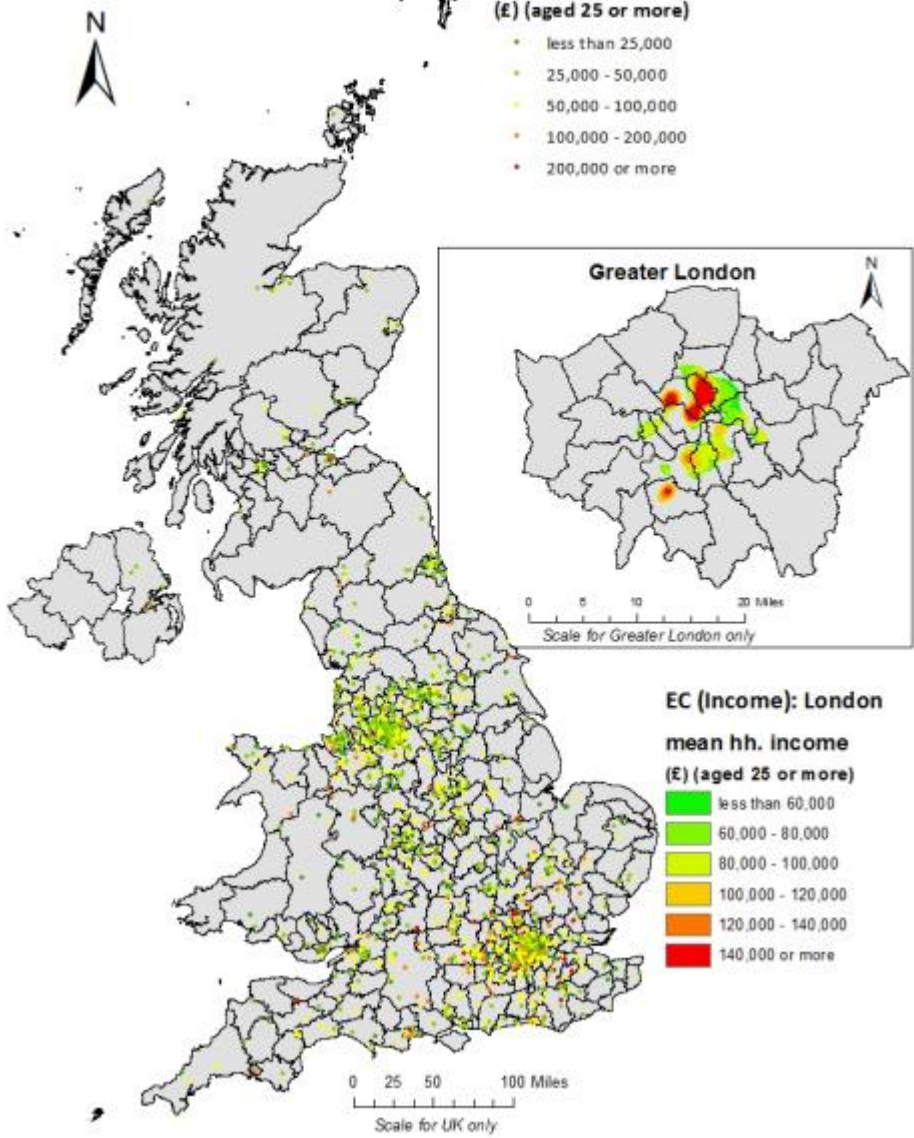 (£) (aged 25 or more)
N
less than 25,000
25,000 - 50,000
50,000 - 100,000
100,000 - 200,000
200,000 or more
Greater London
N
0 5 10 20 Miles
Scale for Greater London only
EC (Income): London
mean hh. income
(£) (aged 25 or more)
less than 60,000
60,000 - 80,000
80,000 - 100,000
100,000 - 120,000
120,000 - 140,000
140,000 or more
0 25 50 100 Miles
Scale for UK only